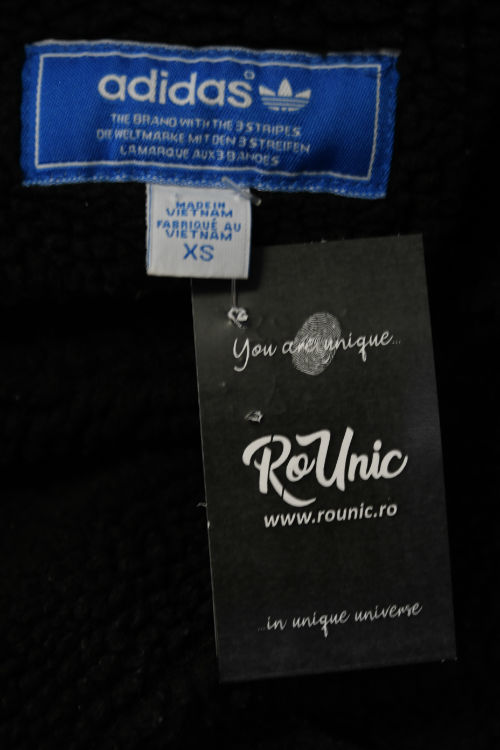 adidas
THE BRAND WITH THE 3 STRIPES
DIE WELTMARKE MIT DEN 3 STREIFEN
LA MARQUE AUX 3 BANDES
MADE IN
VIETNAM
FABRIQUÉ AU
VIETNAM
XS
You are unique...
RoUnic
www.rounic.ro
...in unique universe